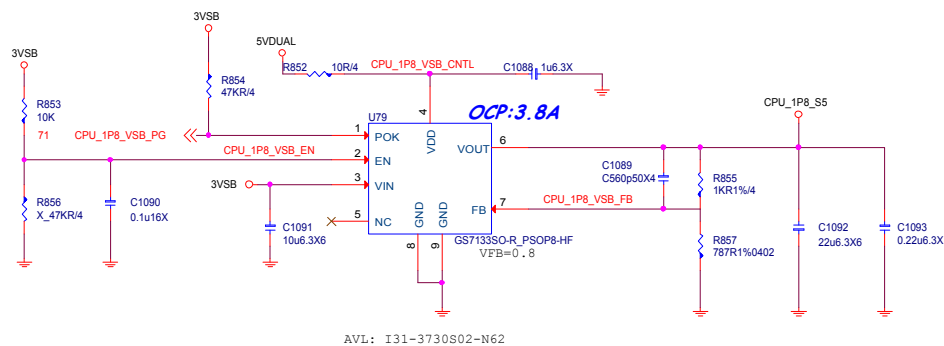 3VSB
3VSB
5VDUAL
R852
10R/4
CPU_1P8_VSB_CNTL
C1088
1u6.3X
R853
10K
R854
47KR/4
OCP:3.8A
CPU_1P8_S5
71
CPU_1P8_VSB_PG
U79
4
1
POK
VDD
VOUT
6
CPU_1P8_VSB_EN
2
EN
C1089
C560p50X4
R855
1KR1%/4
3VSB
3
VIN
R856
X_47KR/4
C1090
0.1u16X
5
NC
FB
7
CPU_1P8_VSB_FB
C1091
10u6.3X6
GND
GND
8
9
GS7133SO-R_PSOP8-HF
VFB=0.8
R857
787R1%0402
C1092
22u6.3X6
C1093
0.22u6.3X
AVL: I31-3730S02-N62